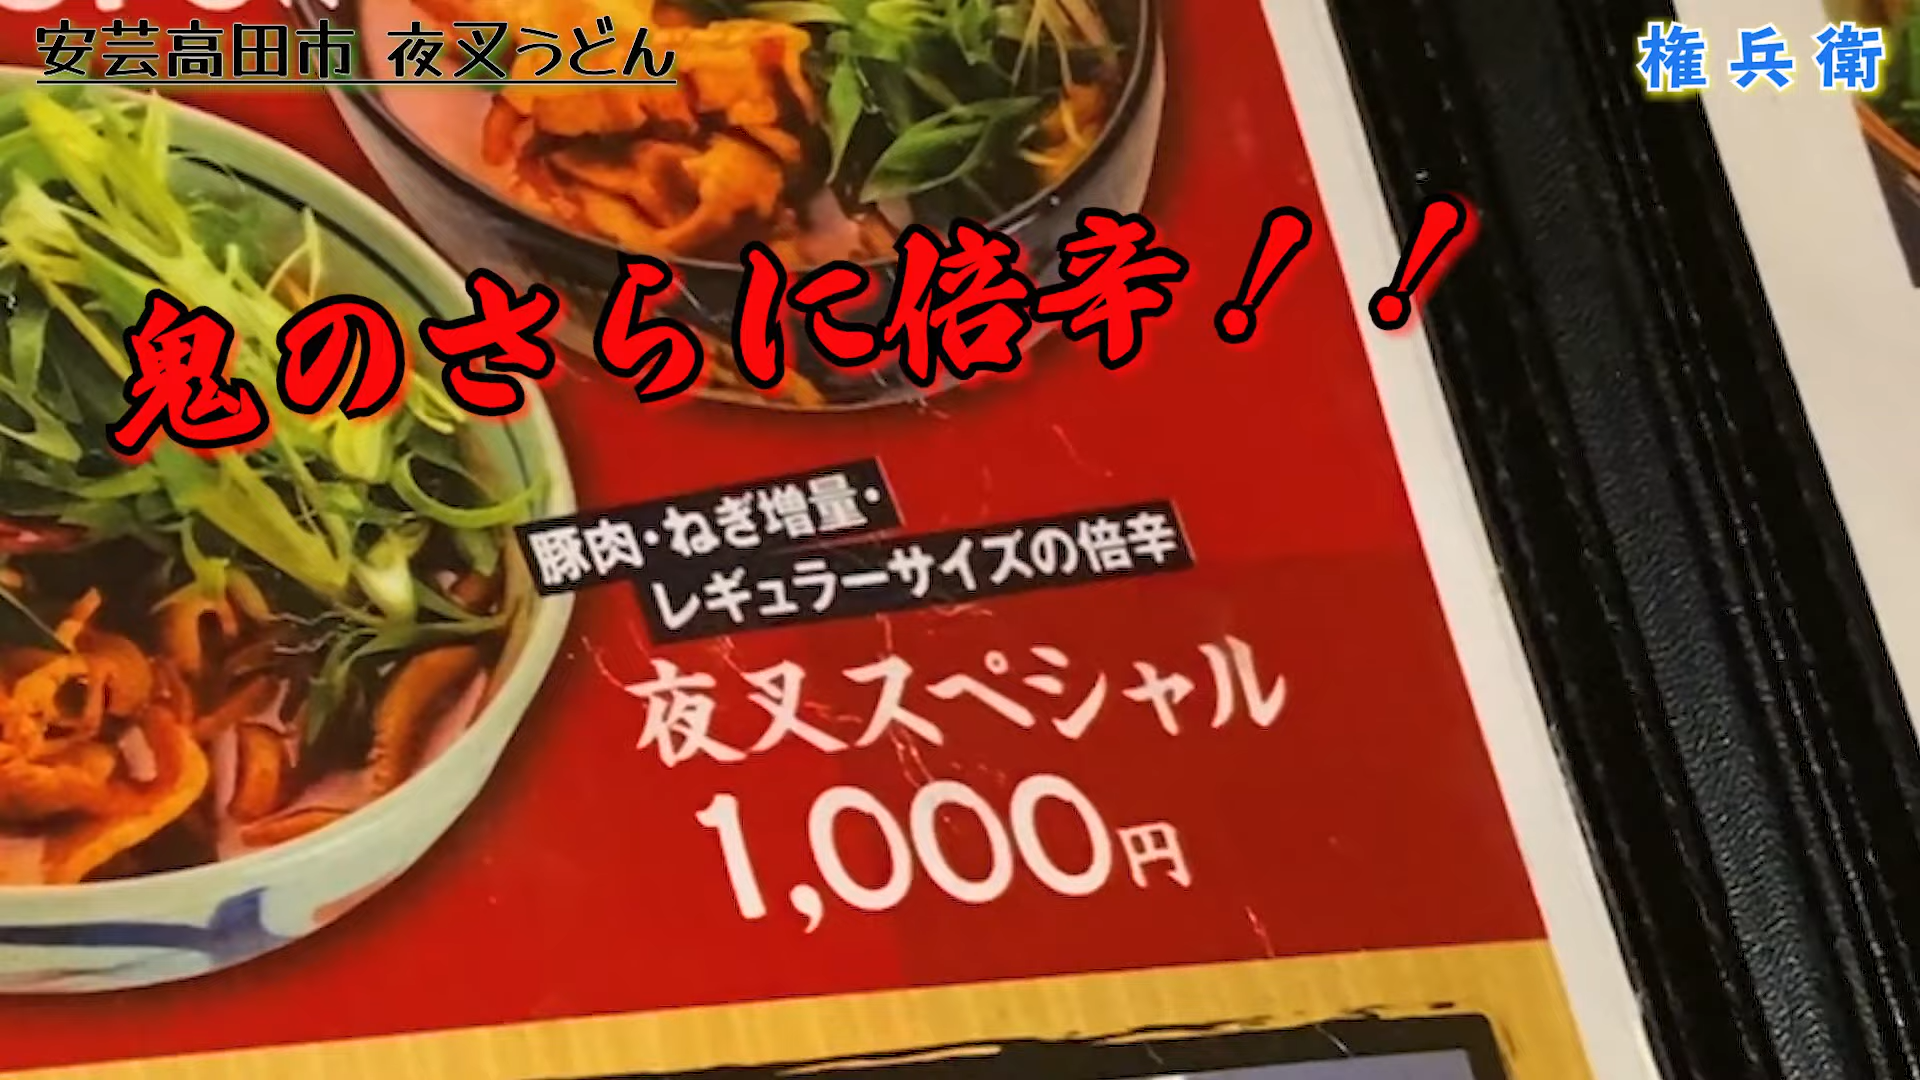 安芸高田市 夜叉うどん
権兵衛
鬼のさらに倍辛！！
豚肉・ねぎ増量・
レギュラーサイズの倍辛
夜叉スペシャル
1,000円